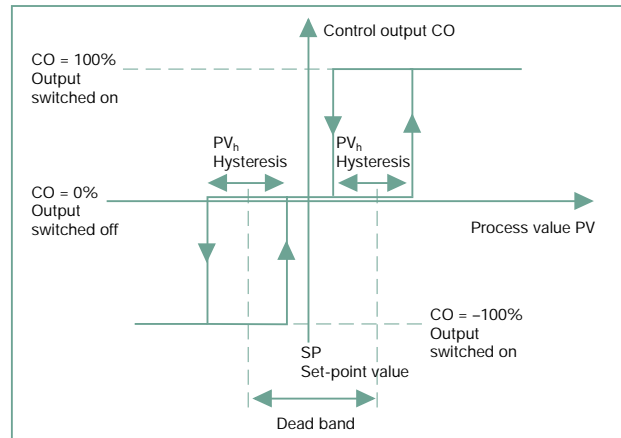 Control output CO
CO = 100%
Output
switched on
PVh
Hysteresis
PVh
Hysteresis
CO = 0%
Output
switched off
Process value PV
CO = –100%
Output
switched on
SP
Set-point value
Dead band